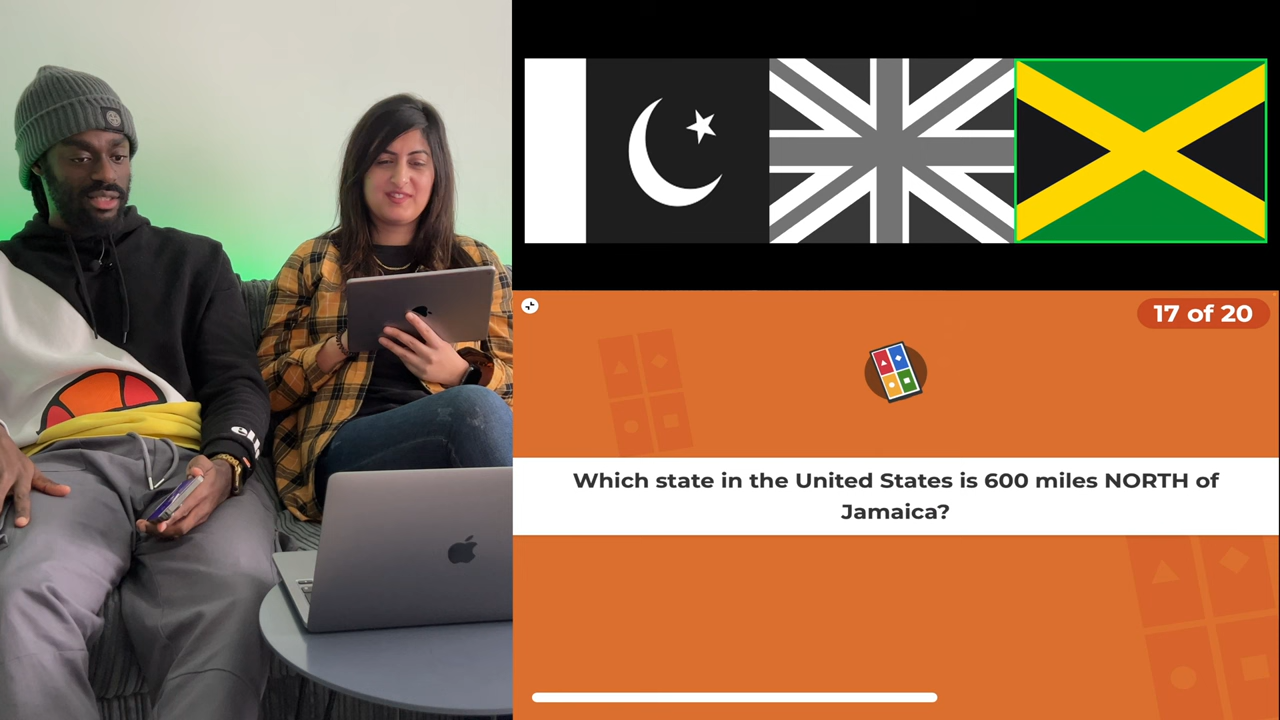 17 of 20
Which state in the United States is 600 miles NORTH of
Jamaica?